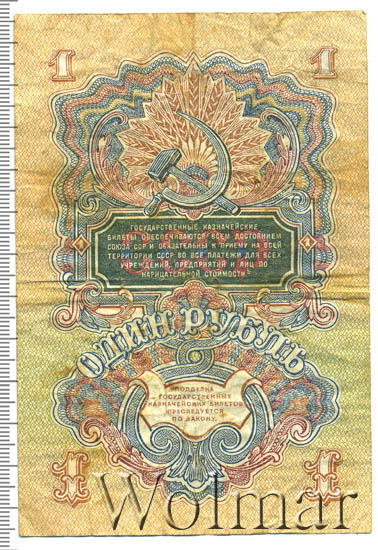 1 1
ГОСУДАРСТВЕННЫЕ КАЗНАЧЕЙСКИЕ
БИЛЕТЫ ОБЕСПЕЧИВАЮТСЯ ВСЕМ ДОСТОЯНИЕМ
СОЮЗА ССР И ОБЯЗАТЕЛЬНЫ К ПРИЕМУ НА ВСЕЙ
ТЕРРИТОРИИ СССР ВО ВСЕ ПЛАТЕЖИ ДЛЯ ВСЕХ
УЧРЕЖДЕНИЙ, ПРЕДПРИЯТИЙ И ЛИЦ ПО
НАРИЦАТЕЛЬНОЙ СТОИМОСТИ.
1 1
ОДИН РУБЛЬ
ПОДДЕЛКА
ГОСУДАРСТВЕННЫХ
КАЗНАЧЕЙСКИХ БИЛЕТОВ
ПРЕСЛЕДУЕТСЯ
ПО ЗАКОНУ.
1 1
Wolmar